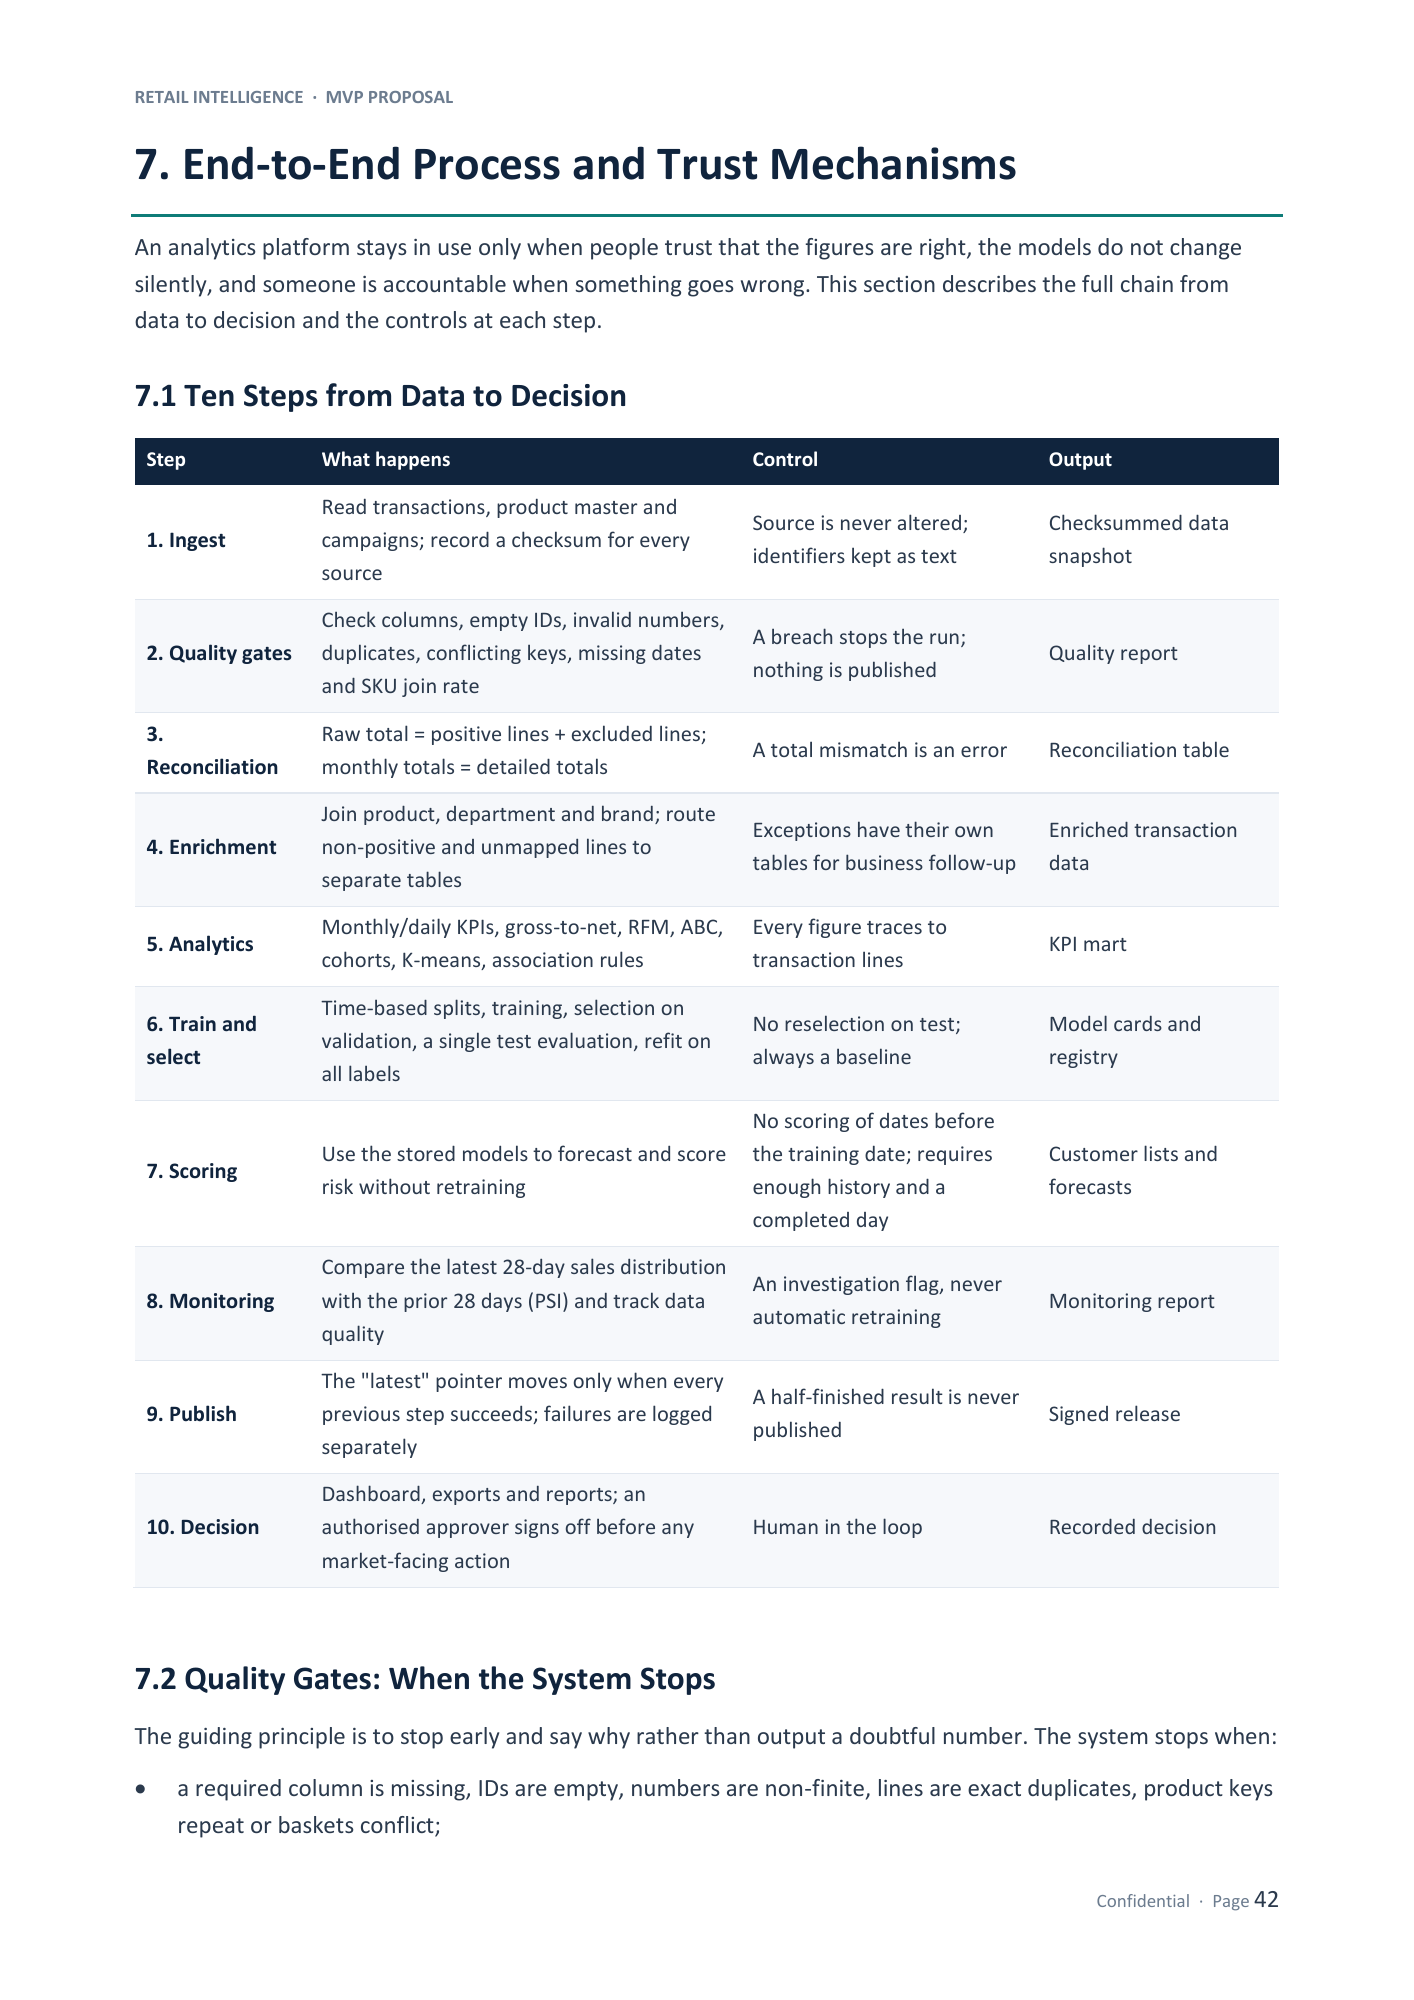 RETAIL INTELLIGENCE · MVP PROPOSAL
7. End-to-End Process and Trust Mechanisms
An analytics platform stays in use only when people trust that the figures are right, the models do not change
silently, and someone is accountable when something goes wrong. This section describes the full chain from
data to decision and the controls at each step.
7.1 Ten Steps from Data to Decision
Step What happens Control Output
1. Ingest
Read transactions, product master and
campaigns; record a checksum for every
source
Source is never altered;
identifiers kept as text
Checksummed data
snapshot
2. Quality gates
Check columns, empty IDs, invalid numbers,
duplicates, conflicting keys, missing dates
and SKU join rate
A breach stops the run;
nothing is published
Quality report
3.
Reconciliation
Raw total = positive lines + excluded lines;
monthly totals = detailed totals
A total mismatch is an error
Reconciliation table
4. Enrichment
Join product, department and brand; route
non-positive and unmapped lines to
separate tables
Exceptions have their own
tables for business follow-up
Enriched transaction
data
5. Analytics
Monthly/daily KPIs, gross-to-net, RFM, ABC,
cohorts, K-means, association rules
Every figure traces to
transaction lines
KPI mart
6. Train and
select
Time-based splits, training, selection on
validation, a single test evaluation, refit on
all labels
No reselection on test;
always a baseline
Model cards and
registry
7. Scoring
Use the stored models to forecast and score
risk without retraining
No scoring of dates before
the training date; requires
enough history and a
completed day
Customer lists and
forecasts
8. Monitoring
Compare the latest 28-day sales distribution
with the prior 28 days (PSI) and track data
quality
An investigation flag, never
automatic retraining
Monitoring report
9. Publish
The "latest" pointer moves only when every
previous step succeeds; failures are logged
separately
A half-finished result is never
published
Signed release
10. Decision
Dashboard, exports and reports; an
authorised approver signs off before any
market-facing action
Human in the loop
Recorded decision
7.2 Quality Gates: When the System Stops
The guiding principle is to stop early and say why rather than output a doubtful number. The system stops when:
• a required column is missing, IDs are empty, numbers are non-finite, lines are exact duplicates, product keys
repeat or baskets conflict;
Confidential · Page 42